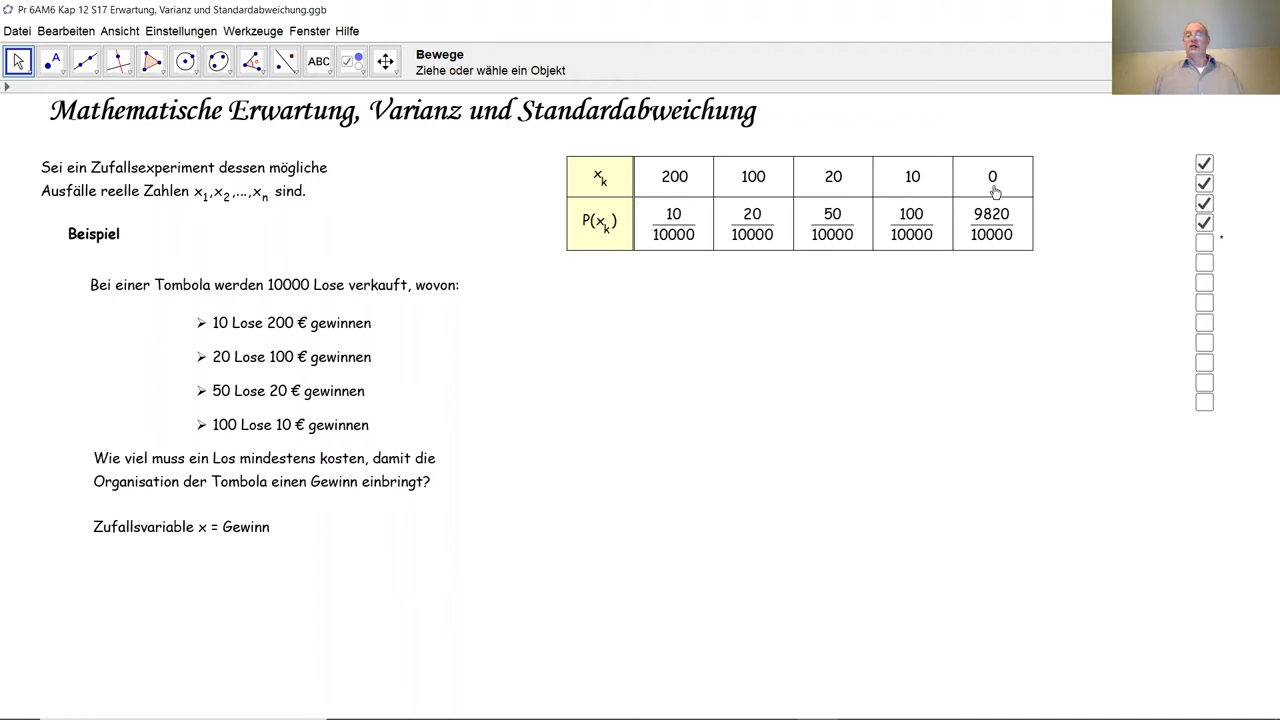 Pr 6AM6 Kap 12 S17 Erwartung, Varianz und Standardabweichung.ggb
Datei Bearbeiten Ansicht Einstellungen Werkzeuge Fenster Hilfe
A
ABC
Bewege
Ziehe oder wähle ein Objekt
Mathematische Erwartung, Varianz und Standardabweichung
Sei ein Zufallsexperiment dessen mögliche
Ausfälle reelle Zahlen x1,x2,...,xn sind.
Beispiel
Bei einer Tombola werden 10000 Lose verkauft, wovon:
➢ 10 Lose 200 € gewinnen
➢ 20 Lose 100 € gewinnen
➢ 50 Lose 20 € gewinnen
➢ 100 Lose 10 € gewinnen
Wie viel muss ein Los mindestens kosten, damit die
Organisation der Tombola einen Gewinn einbringt?
Zufallsvariable x = Gewinn
xk 200 100 20 10 0
P(xk) 10/10000 20/10000 50/10000 100/10000 9820/10000
*